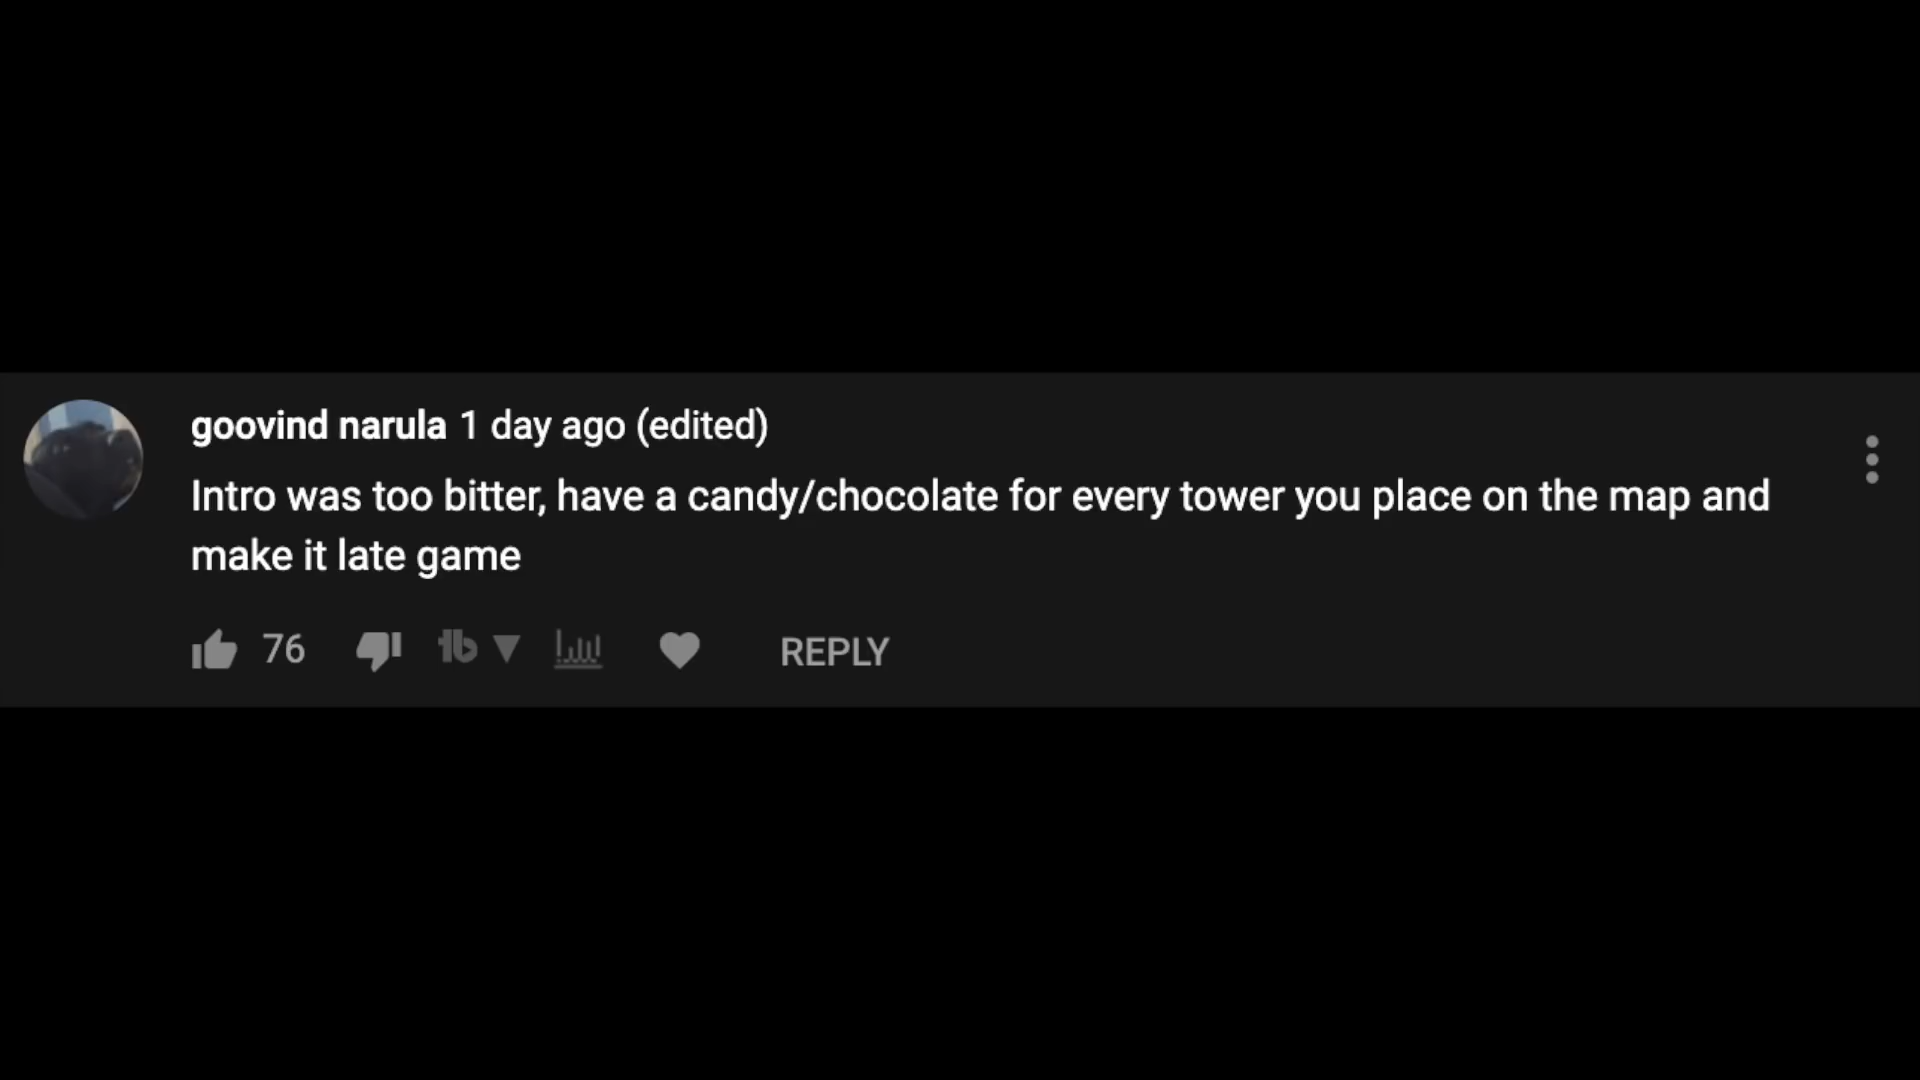 goovind narula 1 day ago (edited)
Intro was too bitter, have a candy/chocolate for every tower you place on the map and
make it late game
76 tb REPLY